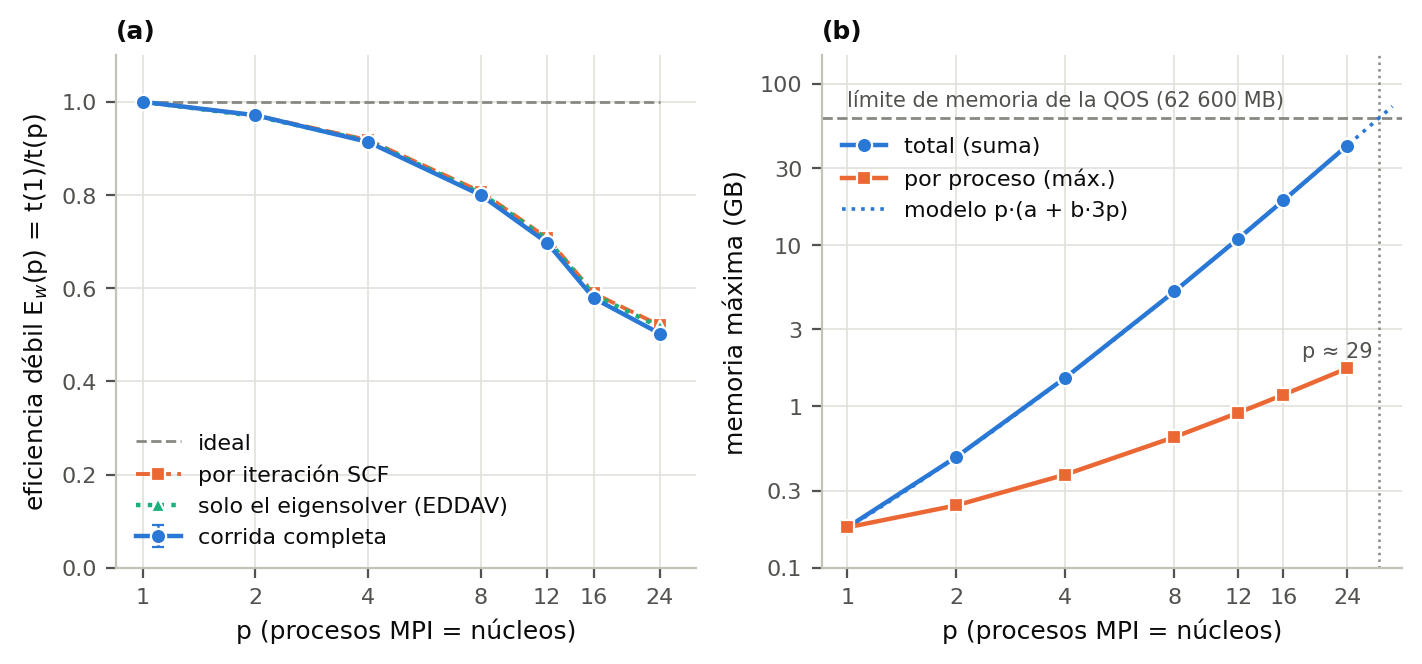 (a)
eficiencia débil E_w(p) = t(1)/t(p)
1.0
0.8
0.6
0.4
0.2
0.0
ideal
por iteración SCF
solo el eigensolver (EDDAV)
corrida completa
1 2 4 8 12 16 24
p (procesos MPI = núcleos)
(b)
memoria máxima (GB)
100
30
10
3
1
0.3
0.1
límite de memoria de la QOS (62 600 MB)
total (suma)
por proceso (máx.)
modelo p·(a + b·3p)
p ≈ 29
1 2 4 8 12 16 24
p (procesos MPI = núcleos)